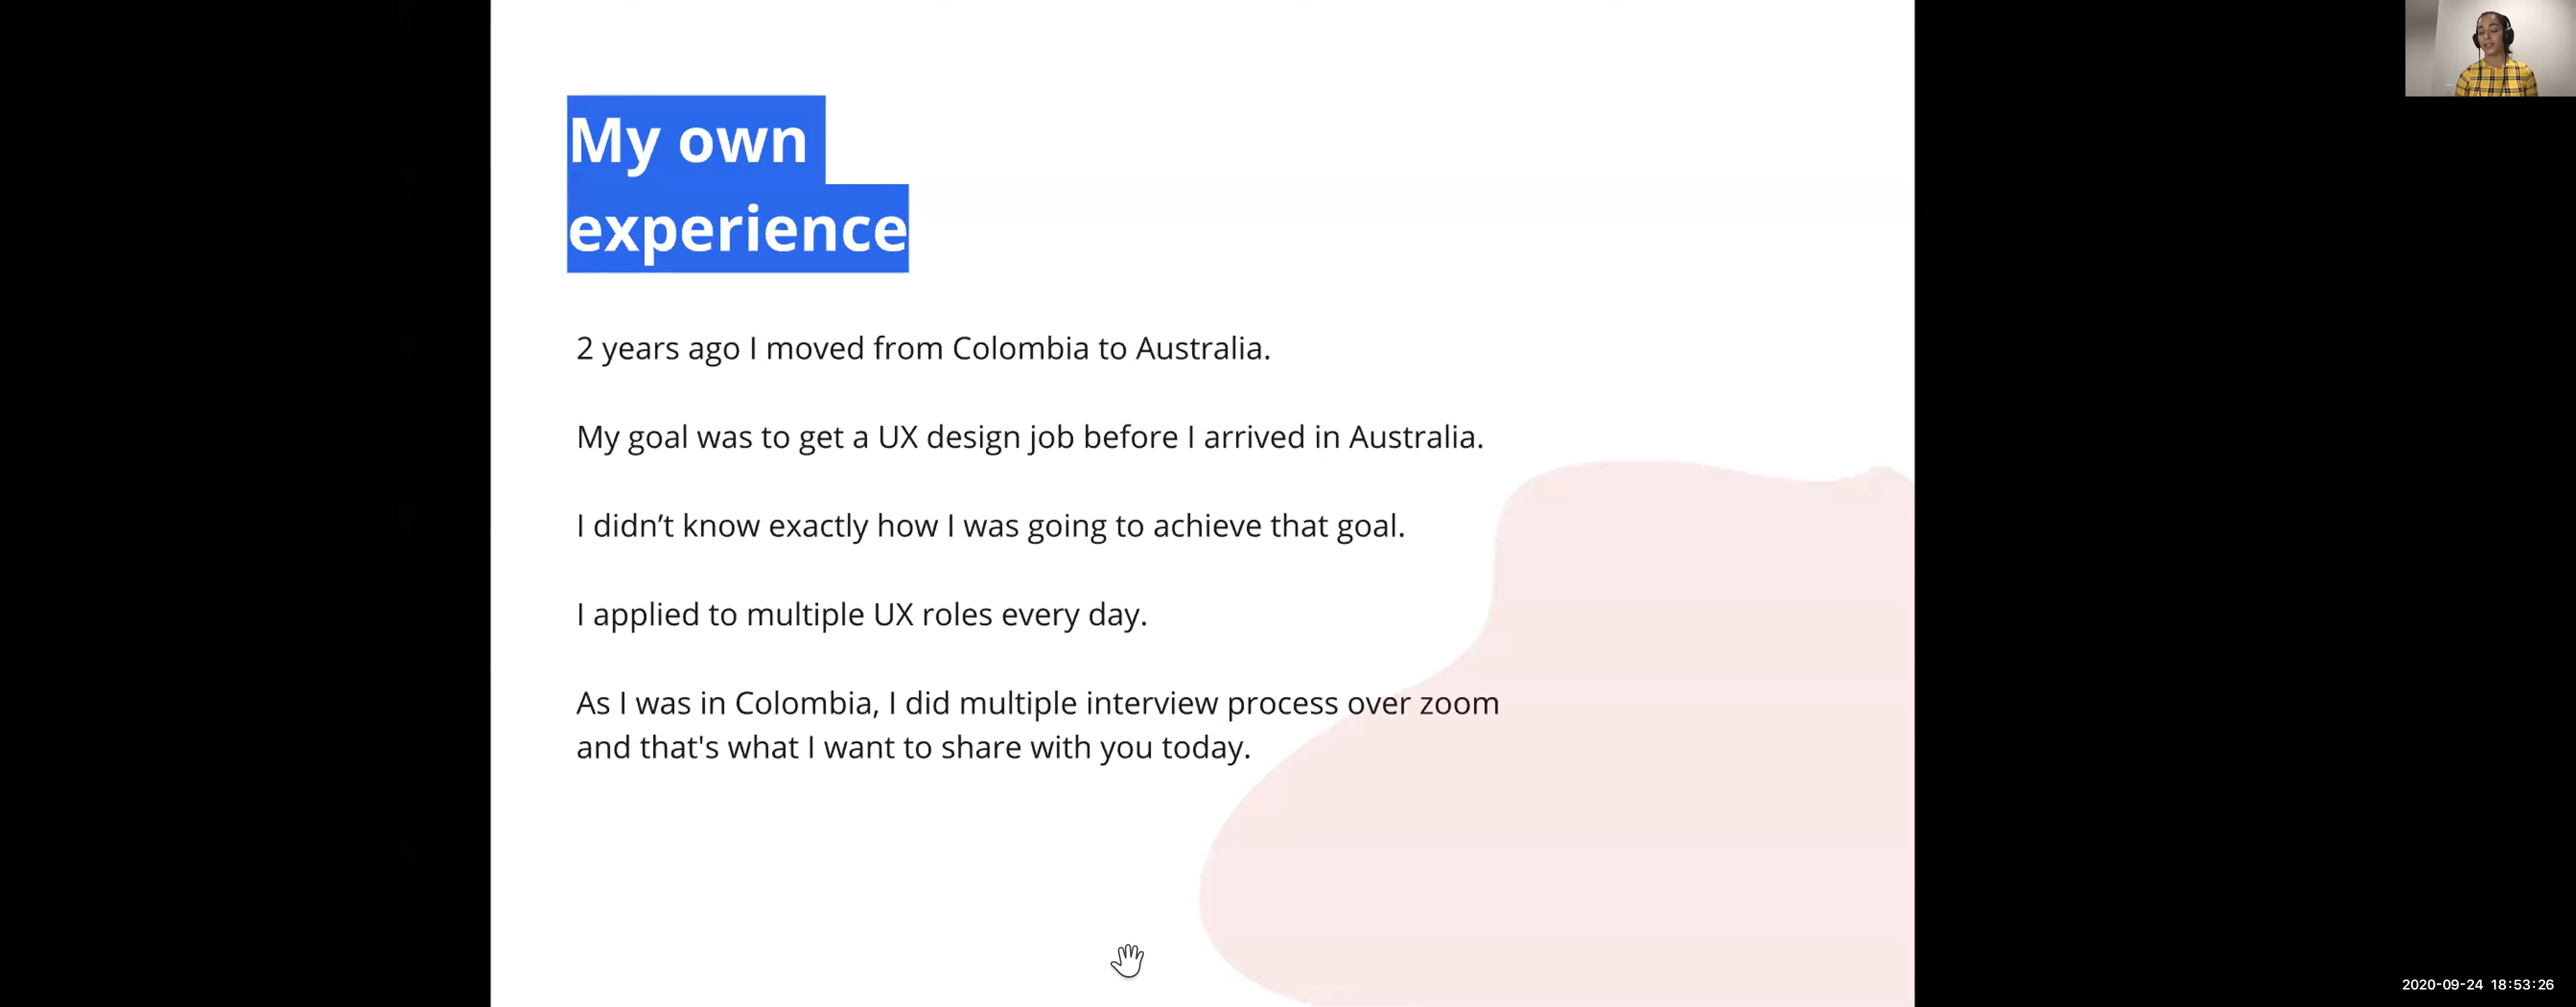 My own
experience
2 years ago I moved from Colombia to Australia.
My goal was to get a UX design job before I arrived in Australia.
I didn’t know exactly how I was going to achieve that goal.
I applied to multiple UX roles every day.
As I was in Colombia, I did multiple interview process over zoom
and that's what I want to share with you today.
2020-09-24 18:53:26